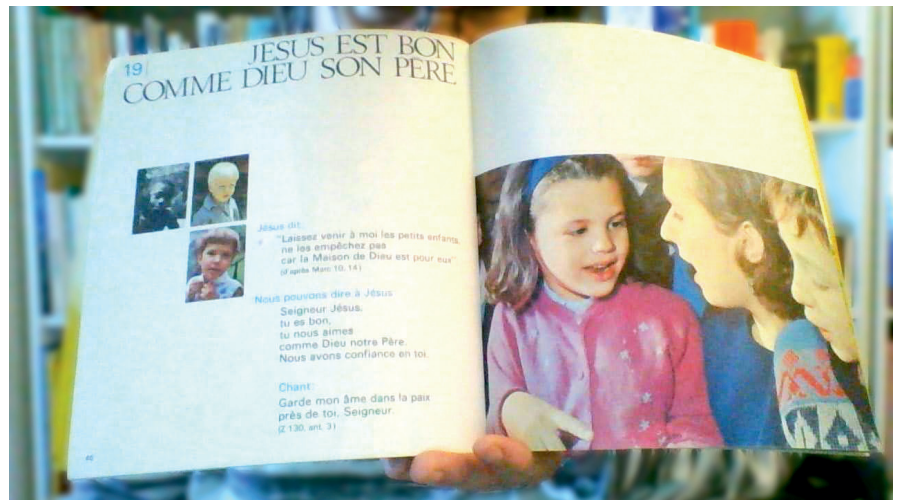 19
JESUS EST BON
COMME DIEU SON PÈRE
Jésus dit:
"Laissez venir à moi les petits enfants,
ne les empêchez pas
car la Maison de Dieu est pour eux"
(d'après Marc 10, 14)
Nous pouvons dire à Jésus
Seigneur Jésus,
tu es bon,
tu nous aimes
comme Dieu notre Père.
Nous avons confiance en toi.
Chant:
Garde mon âme dans la paix
près de toi, Seigneur.
(Z 130, ant. 3)